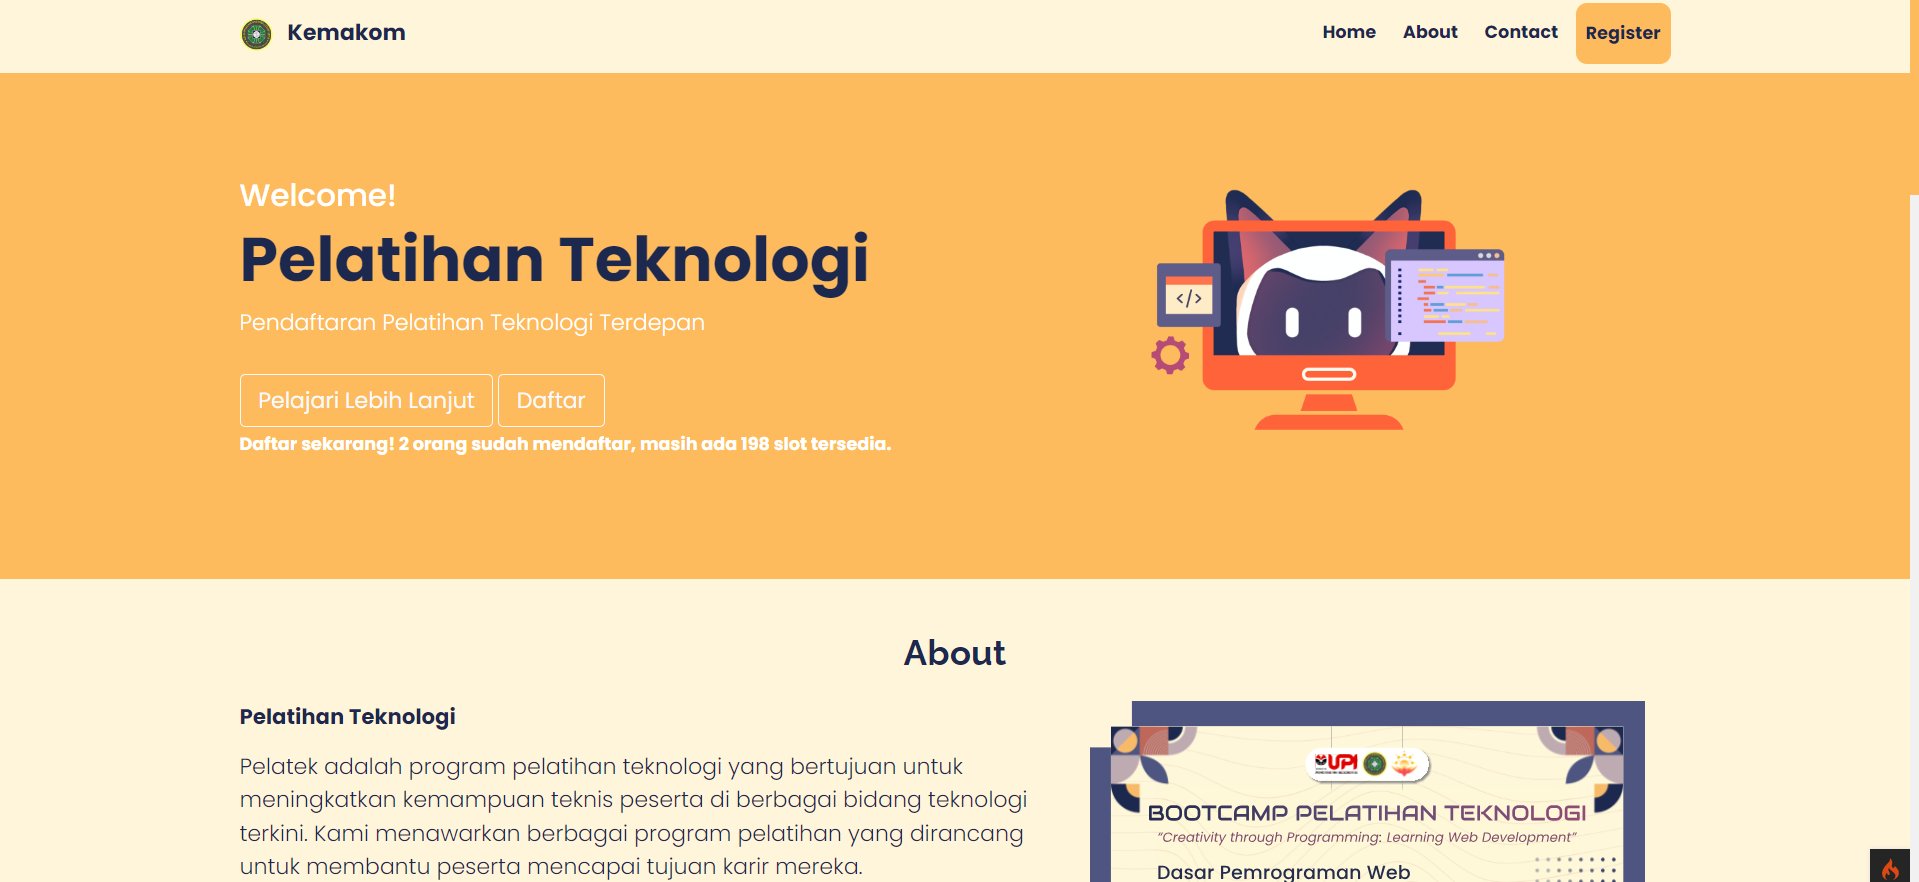 Kemakom
Home About Contact Register
Welcome!
Pelatihan Teknologi
Pendaftaran Pelatihan Teknologi Terdepan
Pelajari Lebih Lanjut
Daftar
Daftar sekarang! 2 orang sudah mendaftar, masih ada 198 slot tersedia.
</>
About
Pelatihan Teknologi
Pelatek adalah program pelatihan teknologi yang bertujuan untuk
meningkatkan kemampuan teknis peserta di berbagai bidang teknologi
terkini. Kami menawarkan berbagai program pelatihan yang dirancang
untuk membantu peserta mencapai tujuan karir mereka.
UPI
BOOTCAMP PELATIHAN TEKNOLOGI
"Creativity through Programming: Learning Web Development"
Dasar Pemrograman Web